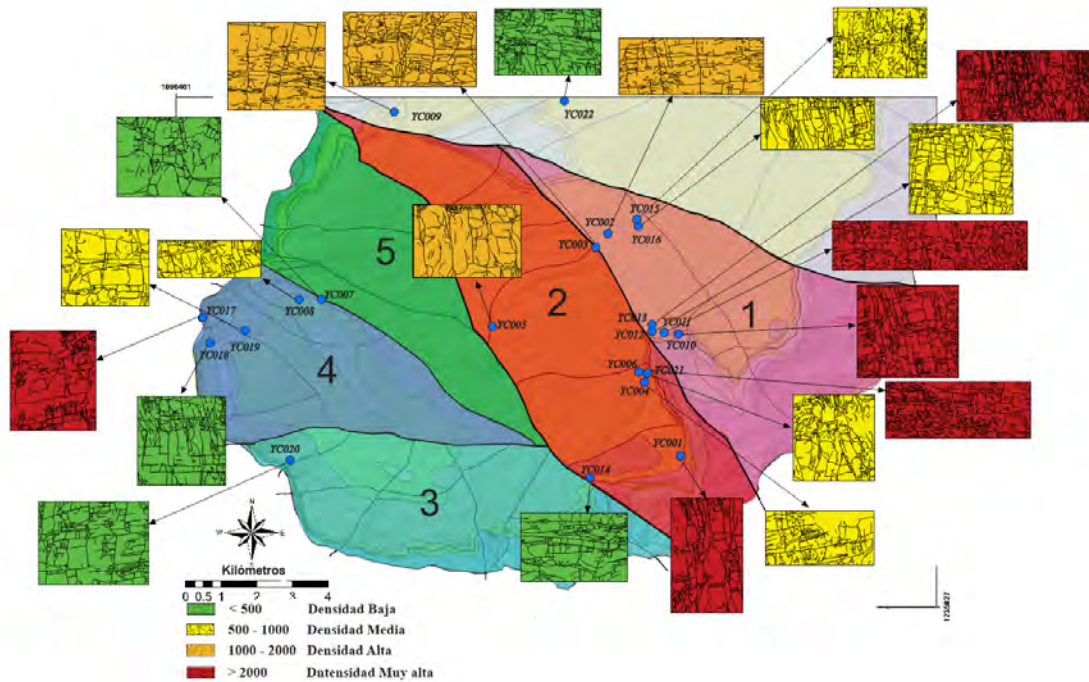 1096461
YC009
YC022
YC015
YC002
YC016
YC003
5
2
1
YC007
YC008
YC017
YC005
YC013
YC011
YC012
YC010
YC019
YC018
4
YC006
YC021
YC004
YC001
YC020
YC014
3
N
W
E
S
Kilómetros
0 0.5 1 2 3 4
< 500 Densidad Baja
500 - 1000 Densidad Media
1000 - 2000 Densidad Alta
> 2000 Dntensidad Muy alta